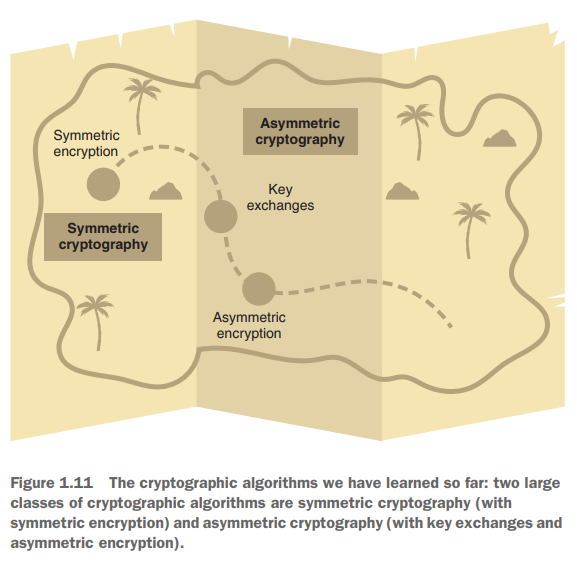 Symmetric
encryption
Asymmetric
cryptography
Key
exchanges
Symmetric
cryptography
Asymmetric
encryption
Figure 1.11 The cryptographic algorithms we have learned so far: two large
classes of cryptographic algorithms are symmetric cryptography (with
symmetric encryption) and asymmetric cryptography (with key exchanges and
asymmetric encryption).